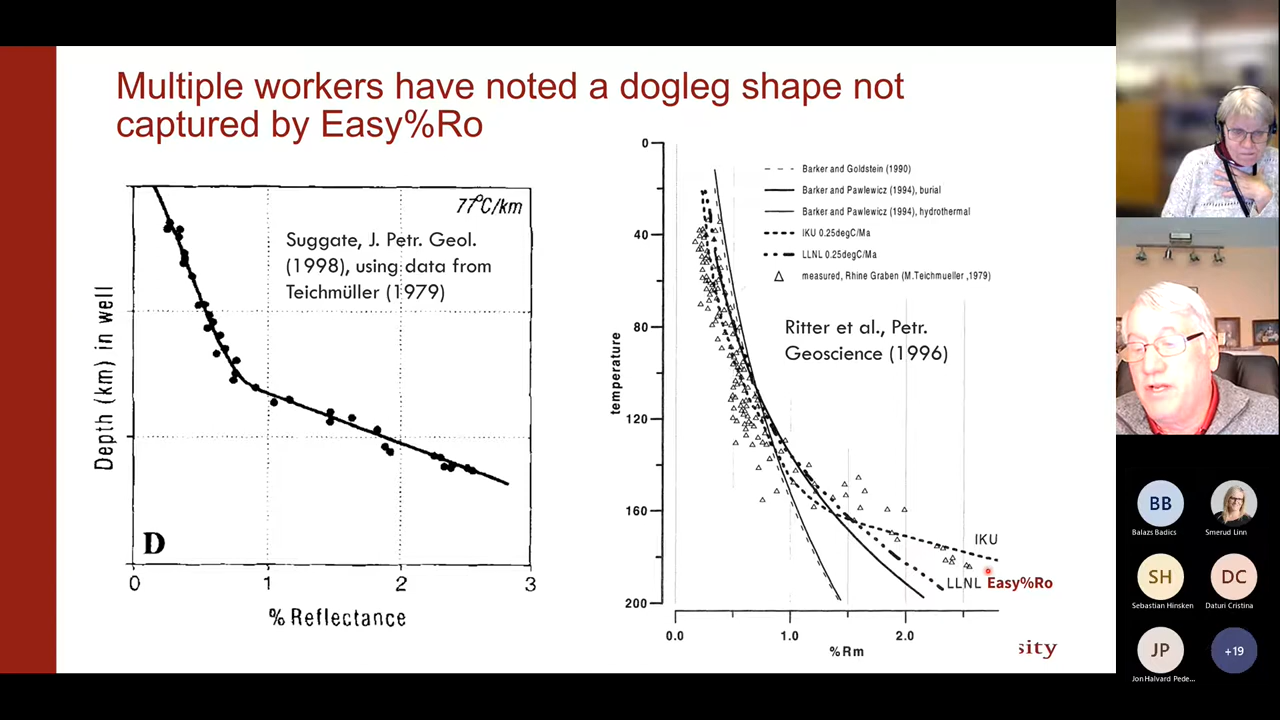 Multiple workers have noted a dogleg shape not
captured by Easy%Ro
77°C/km
Suggate, J. Petr. Geol.
(1998), using data from
Teichmüller (1979)
Depth (km) in well
D
0
1
2
3
% Reflectance
0
40
80
120
160
200
temperature
Barker and Goldstein (1990)
Barker and Pawlewicz (1994), burial
Barker and Pawlewicz (1994), hydrothermal
IKU 0.25degC/Ma
LLNL 0.25degC/Ma
measured, Rhine Graben (M.Teichmueller ,1979)
Ritter et al., Petr.
Geoscience (1996)
IKU
LLNL Easy%Ro
0.0
1.0
2.0
%Rm
sity
BB
Balazs Badics
Smerud Linn
SH
Sebastian Hinsken
DC
Daturi Cristina
JP
Jon Halvard Pede...
+19